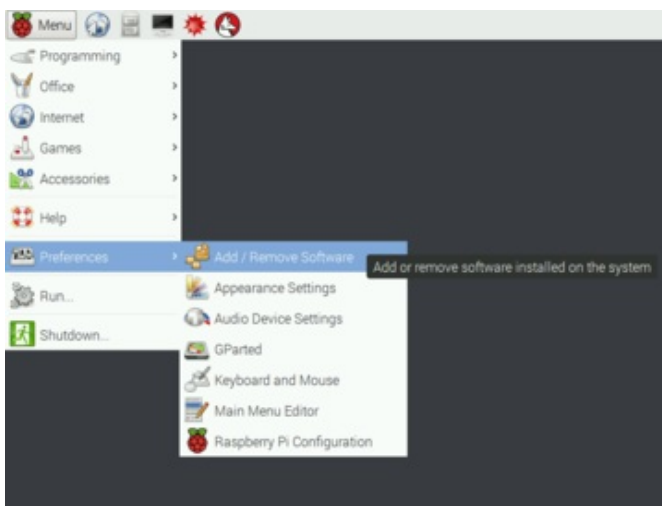 Menu
Programming
Office
Internet
Games
Accessories
Help
Preferences
Run...
Shutdown...
Add / Remove Software
Add or remove software installed on the system
Appearance Settings
Audio Device Settings
GParted
Keyboard and Mouse
Main Menu Editor
Raspberry Pi Configuration